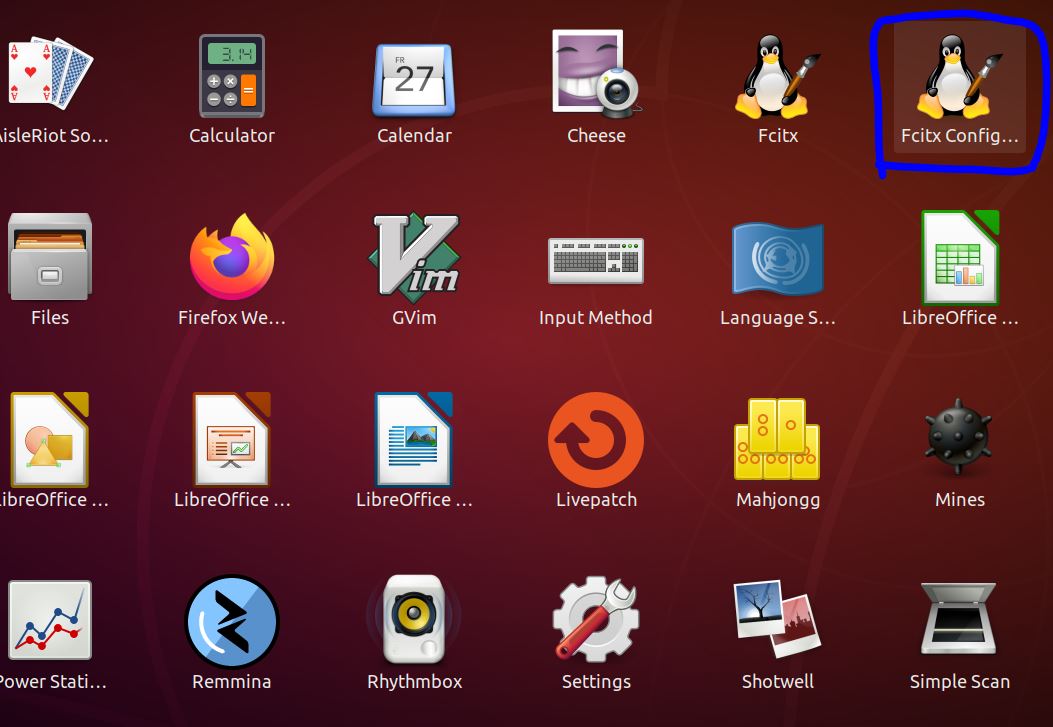 AisleRiot So...
Calculator
Calendar
Cheese
Fcitx
Fcitx Config...
Files
Firefox We...
GVim
Input Method
Language S...
LibreOffice ...
LibreOffice ...
LibreOffice ...
LibreOffice ...
Livepatch
Mahjongg
Mines
Power Stati...
Remmina
Rhythmbox
Settings
Shotwell
Simple Scan
A
A
A
A
3.14
FR
27
Vim